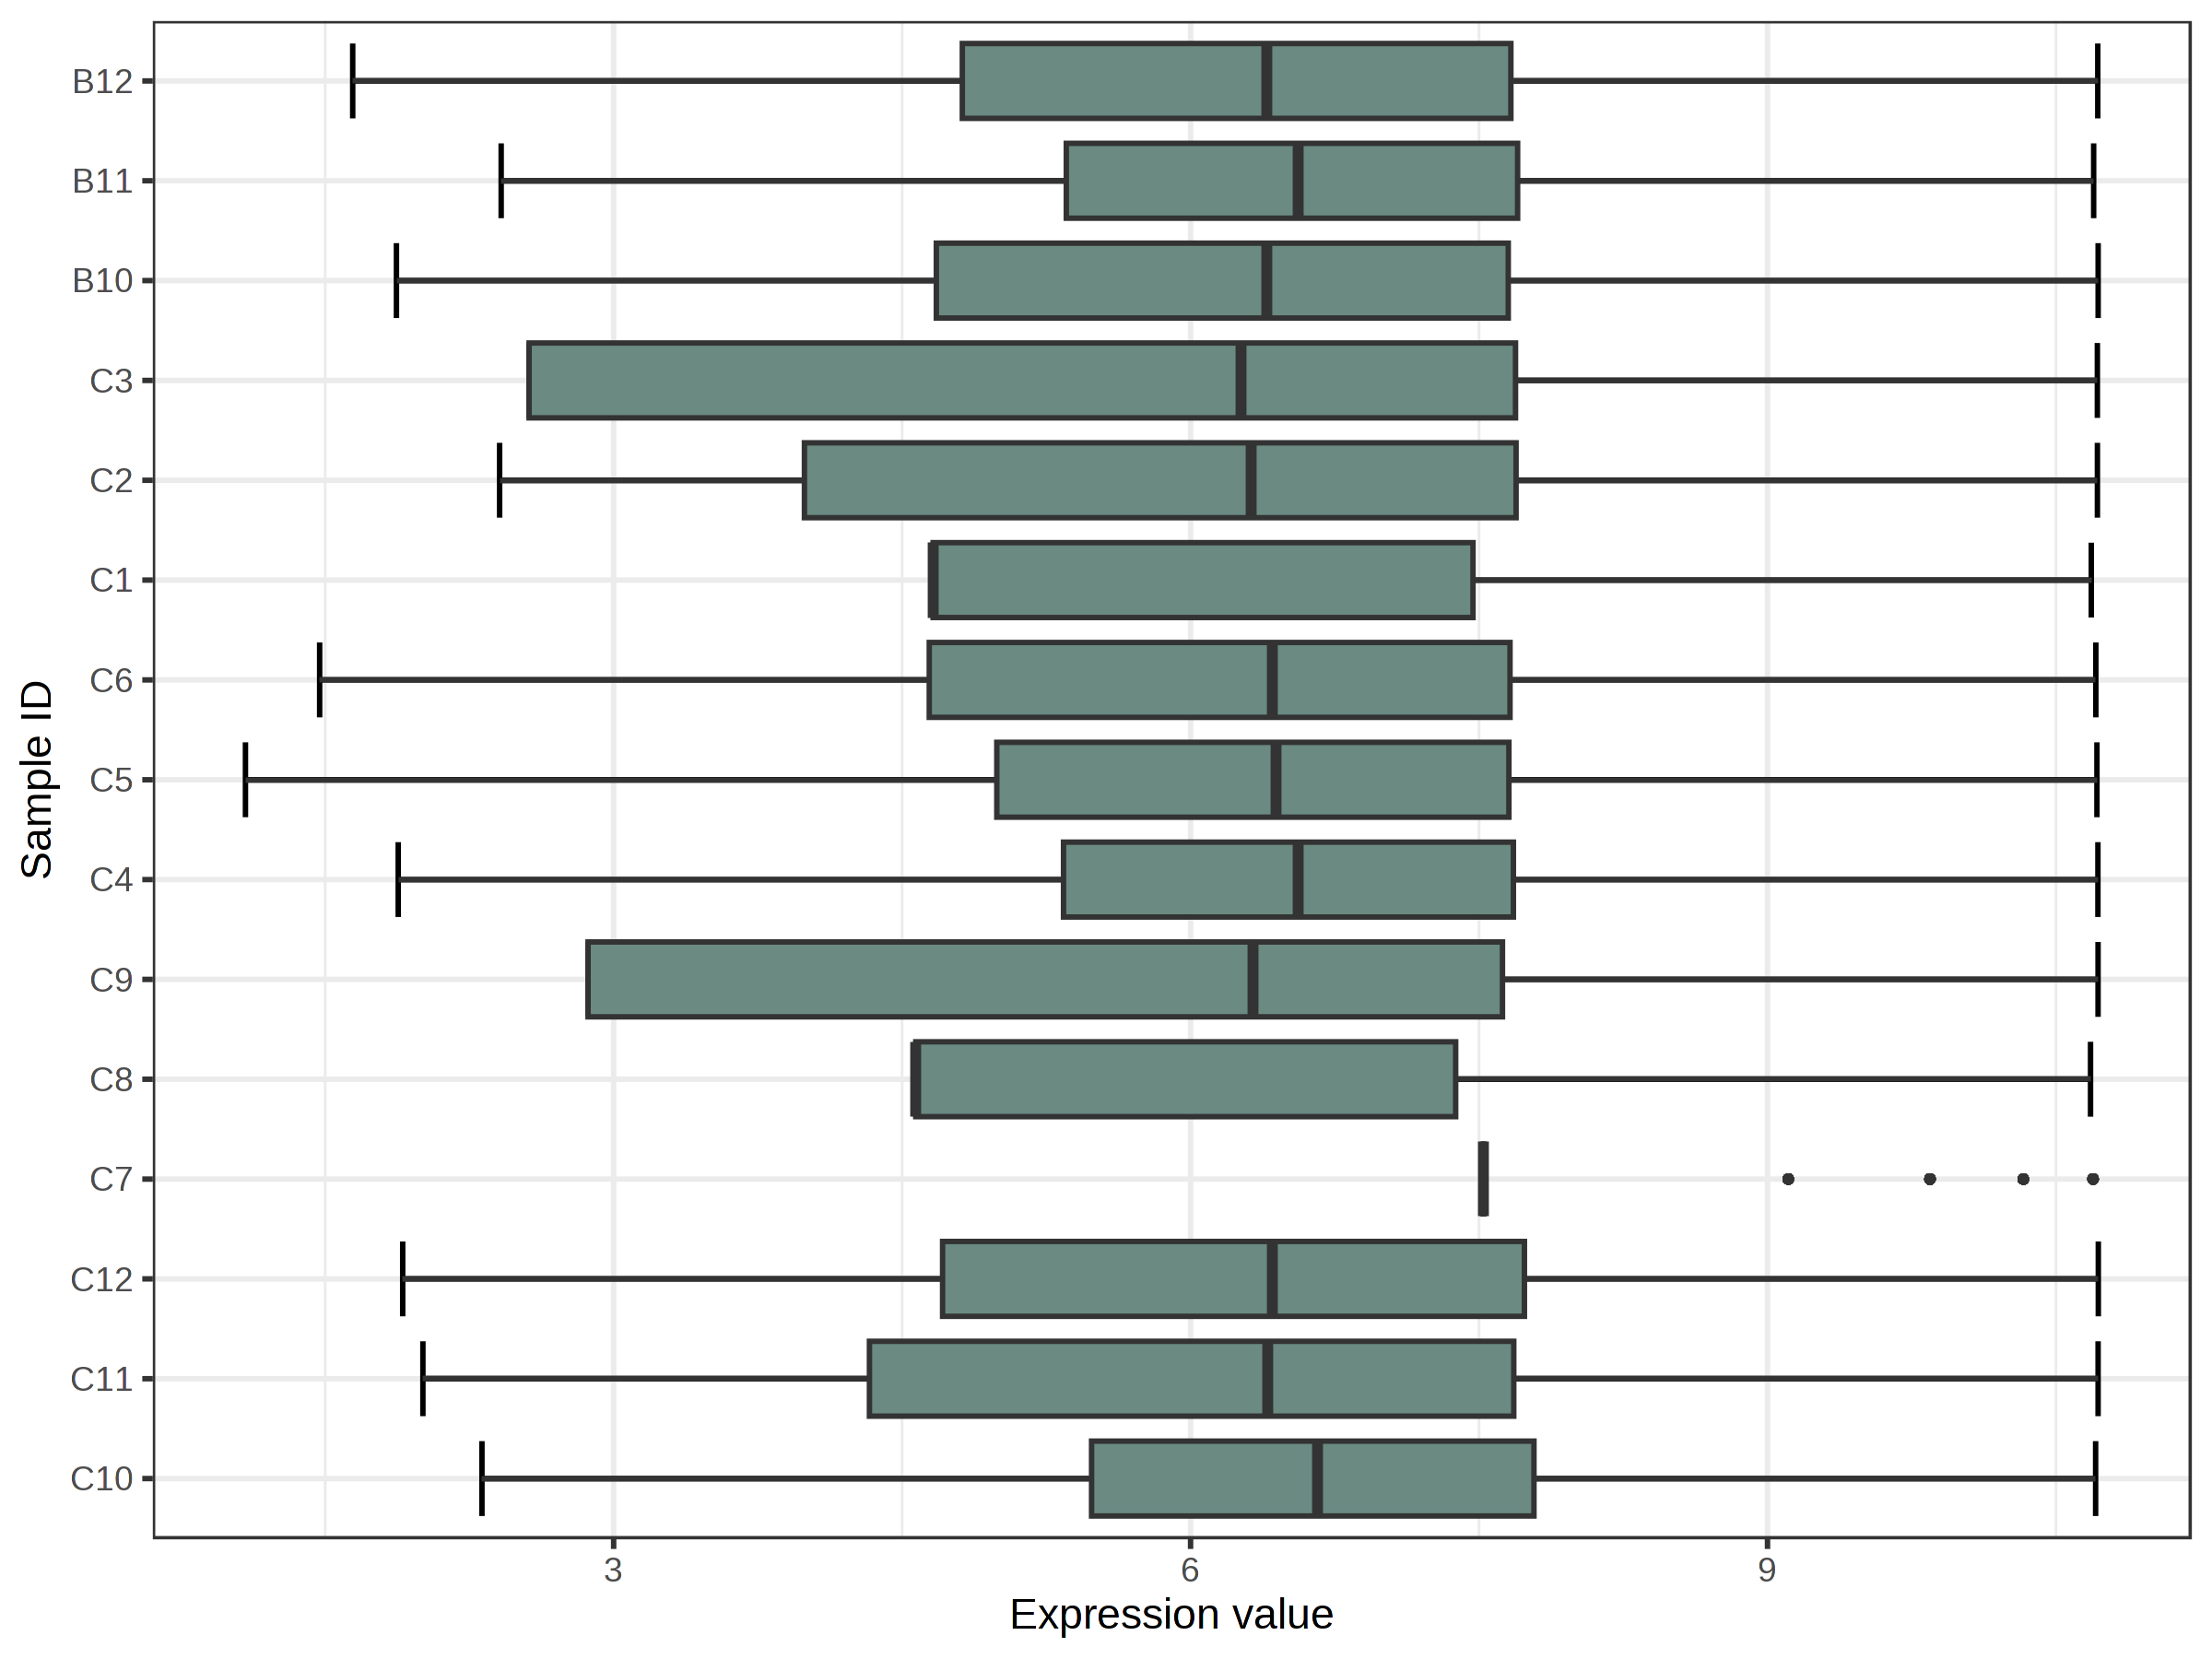 B12
B11
B10
C3
C2
C1
C6
C5
C4
C9
C8
C7
C12
C11
C10
Sample ID
3 6 9
Expression value